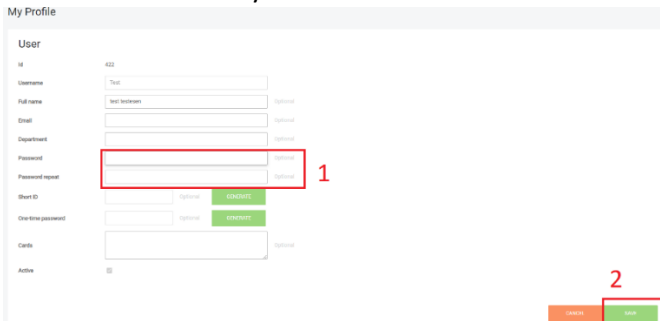 My Profile
User
Id 422
Username Test
Full name test testesen Optional
Email Optional
Department Optional
Password Optional
Password repeat Optional
1
Short ID Optional GENERATE
One-time password Optional GENERATE
Cards Optional
Active
2
CANCEL SAVE